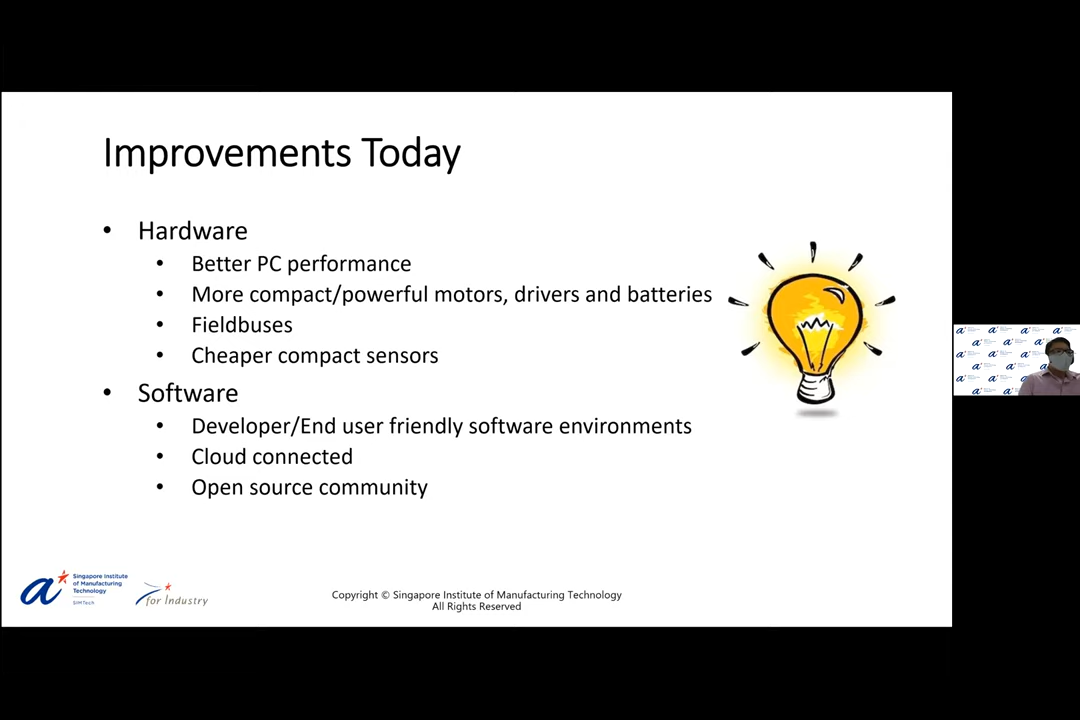 Improvements Today
• Hardware
• Better PC performance
• More compact/powerful motors, drivers and batteries
• Fieldbuses
• Cheaper compact sensors
• Software
• Developer/End user friendly software environments
• Cloud connected
• Open source community
Singapore Institute
of Manufacturing
Technology
SIMTech
for Industry
Copyright © Singapore Institute of Manufacturing Technology
All Rights Reserved